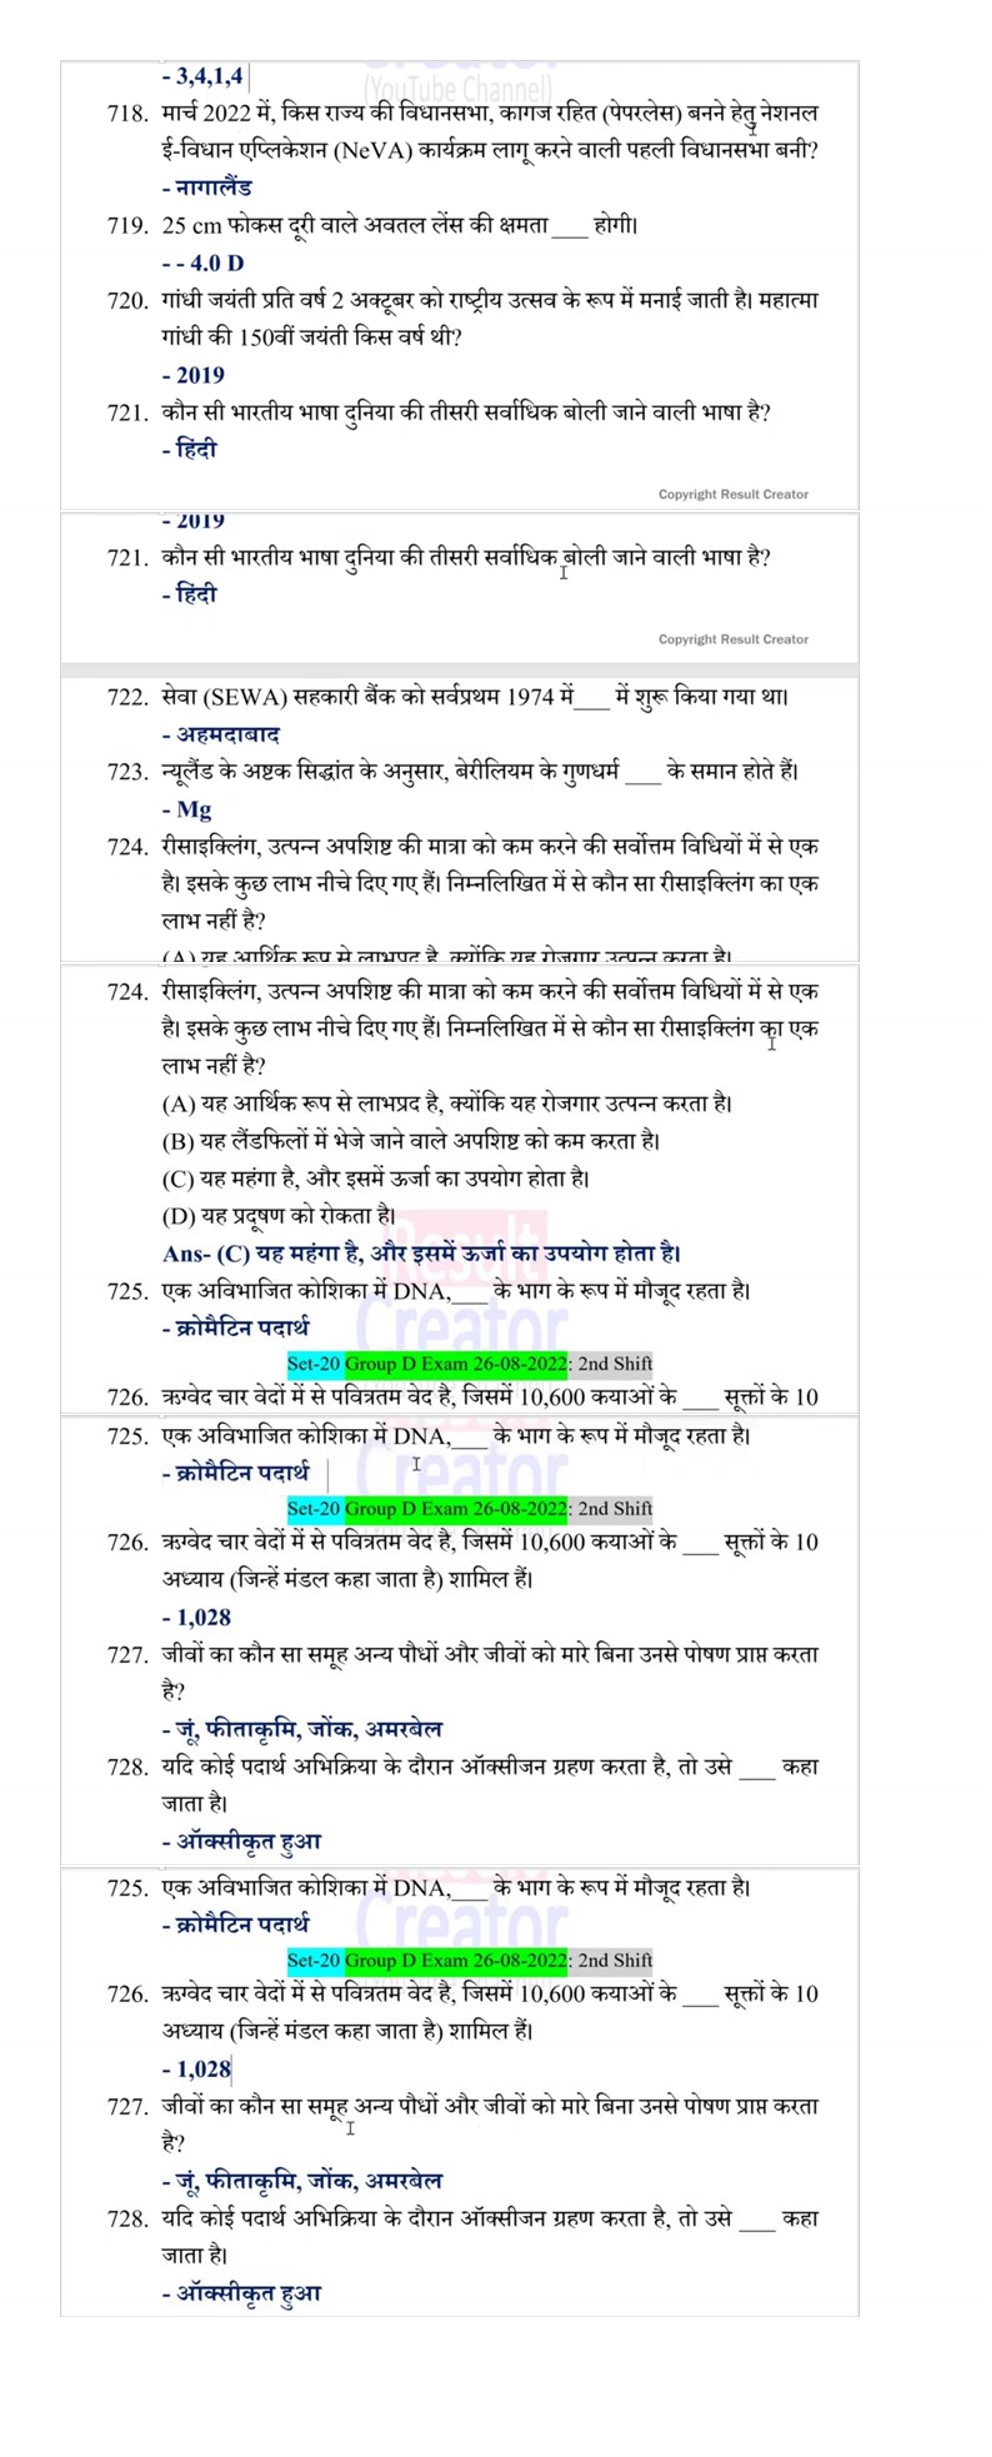 - 3,4,1,4
(YouTube Channel)
718. मार्च 2022 में, किस राज्य की विधानसभा, कागज रहित (पेपरलेस) बनने हेतु नेशनल
ई-विधान एप्लिकेशन (NeVA) कार्यक्रम लागू करने वाली पहली विधानसभा बनी?
- नागालैंड
719. 25 cm फोकस दूरी वाले अवतल लेंस की क्षमता ___ होगी।
- - 4.0 D
720. गांधी जयंती प्रति वर्ष 2 अक्टूबर को राष्ट्रीय उत्सव के रूप में मनाई जाती है। महात्मा
गांधी की 150वीं जयंती किस वर्ष थी?
- 2019
721. कौन सी भारतीय भाषा दुनिया की तीसरी सर्वाधिक बोली जाने वाली भाषा है?
- हिंदी
Copyright Result Creator
- 2019
721. कौन सी भारतीय भाषा दुनिया की तीसरी सर्वाधिक बोली जाने वाली भाषा है?
- हिंदी
Copyright Result Creator
722. सेवा (SEWA) सहकारी बैंक को सर्वप्रथम 1974 में ___ में शुरू किया गया था।
- अहमदाबाद
723. न्यूलैंड के अष्टक सिद्धांत के अनुसार, बेरीलियम के गुणधर्म ___ के समान होते हैं।
- Mg
724. रीसाइक्लिंग, उत्पन्न अपशिष्ट की मात्रा को कम करने की सर्वोत्तम विधियों में से एक
है। इसके कुछ लाभ नीचे दिए गए हैं। निम्नलिखित में से कौन सा रीसाइक्लिंग का एक
लाभ नहीं है?
(A) यह आर्थिक रूप से लाभप्रद है, क्योंकि यह रोजगार उत्पन्न करता है।
724. रीसाइक्लिंग, उत्पन्न अपशिष्ट की मात्रा को कम करने की सर्वोत्तम विधियों में से एक
है। इसके कुछ लाभ नीचे दिए गए हैं। निम्नलिखित में से कौन सा रीसाइक्लिंग का एक
लाभ नहीं है?
(A) यह आर्थिक रूप से लाभप्रद है, क्योंकि यह रोजगार उत्पन्न करता है।
(B) यह लैंडफिलों में भेजे जाने वाले अपशिष्ट को कम करता है।
(C) यह महंगा है, और इसमें ऊर्जा का उपयोग होता है।
(D) यह प्रदूषण को रोकता है।
Result
Ans- (C) यह महंगा है, और इसमें ऊर्जा का उपयोग होता है।
725. एक अविभाजित कोशिका में DNA, ___ के भाग के रूप में मौजूद रहता है।
Creator
- क्रोमैटिन पदार्थ
Set-20 Group D Exam 26-08-2022: 2nd Shift
726. ऋग्वेद चार वेदों में से पवित्रतम वेद है, जिसमें 10,600 कयाओं के ___ सूक्तों के 10
725. एक अविभाजित कोशिका में DNA, ___ के भाग के रूप में मौजूद रहता है।
Creator
- क्रोमैटिन पदार्थ
Set-20 Group D Exam 26-08-2022: 2nd Shift
726. ऋग्वेद चार वेदों में से पवित्रतम वेद है, जिसमें 10,600 कयाओं के ___ सूक्तों के 10
अध्याय (जिन्हें मंडल कहा जाता है) शामिल हैं।
- 1,028
727. जीवों का कौन सा समूह अन्य पौधों और जीवों को मारे बिना उनसे पोषण प्राप्त करता
है?
- जूं, फीताकृमि, जोंक, अमरबेल
728. यदि कोई पदार्थ अभिक्रिया के दौरान ऑक्सीजन ग्रहण करता है, तो उसे ___ कहा
जाता है।
- ऑक्सीकृत हुआ
725. एक अविभाजित कोशिका में DNA, ___ के भाग के रूप में मौजूद रहता है।
Creator
- क्रोमैटिन पदार्थ
Set-20 Group D Exam 26-08-2022: 2nd Shift
726. ऋग्वेद चार वेदों में से पवित्रतम वेद है, जिसमें 10,600 कयाओं के ___ सूक्तों के 10
अध्याय (जिन्हें मंडल कहा जाता है) शामिल हैं।
- 1,028
727. जीवों का कौन सा समूह अन्य पौधों और जीवों को मारे बिना उनसे पोषण प्राप्त करता
है?
- जूं, फीताकृमि, जोंक, अमरबेल
728. यदि कोई पदार्थ अभिक्रिया के दौरान ऑक्सीजन ग्रहण करता है, तो उसे ___ कहा
जाता है।
- ऑक्सीकृत हुआ